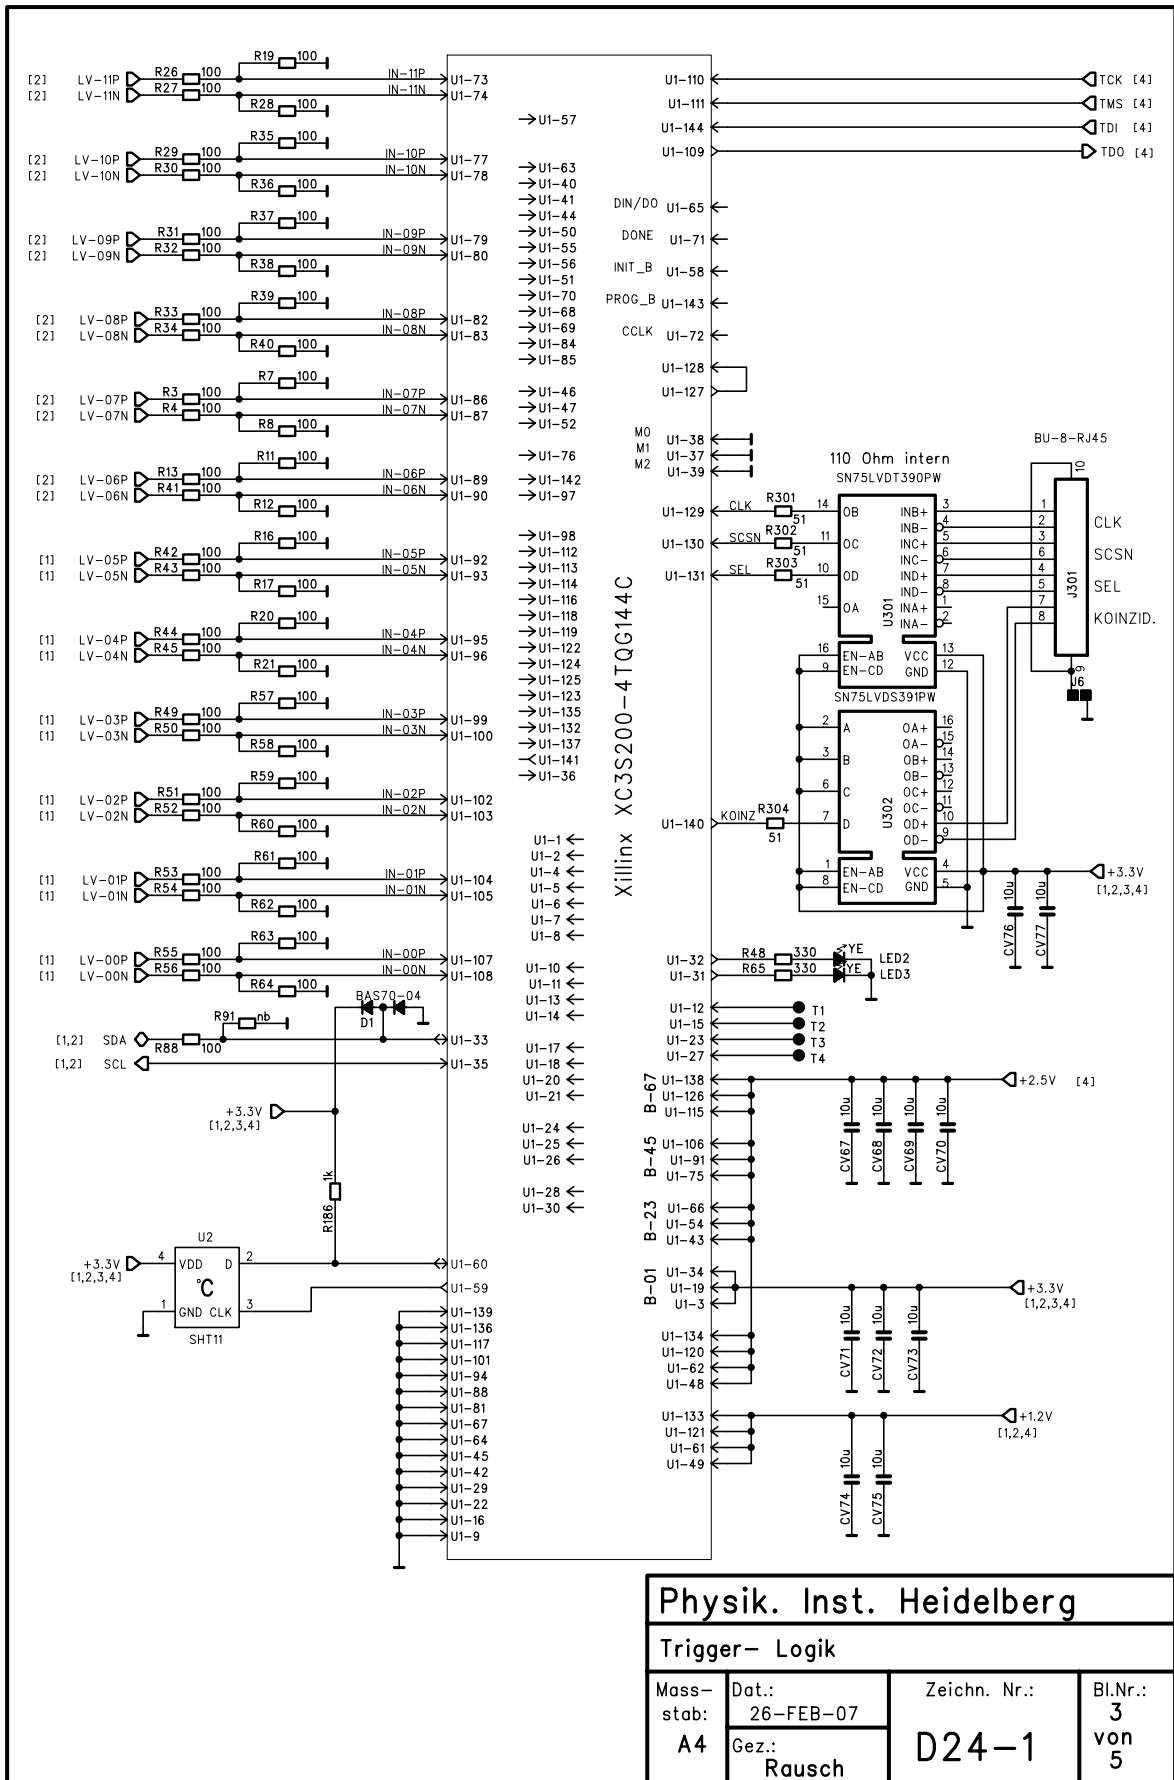 R19 100
[2] LV-11P R26 100 IN-11P U1-73
[2] LV-11N R27 100 IN-11N U1-74
R28 100
R35 100
[2] LV-10P R29 100 IN-10P U1-77
[2] LV-10N R30 100 IN-10N U1-78
R36 100
R37 100
[2] LV-09P R31 100 IN-09P U1-79
[2] LV-09N R32 100 IN-09N U1-80
R38 100
R39 100
[2] LV-08P R33 100 IN-08P U1-82
[2] LV-08N R34 100 IN-08N U1-83
R40 100
R7 100
[2] LV-07P R3 100 IN-07P U1-86
[2] LV-07N R4 100 IN-07N U1-87
R8 100
R11 100
[2] LV-06P R13 100 IN-06P U1-89
[2] LV-06N R41 100 IN-06N U1-90
R12 100
R16 100
[1] LV-05P R42 100 IN-05P U1-92
[1] LV-05N R43 100 IN-05N U1-93
R17 100
R20 100
[1] LV-04P R44 100 IN-04P U1-95
[1] LV-04N R45 100 IN-04N U1-96
R21 100
R57 100
[1] LV-03P R49 100 IN-03P U1-99
[1] LV-03N R50 100 IN-03N U1-100
R58 100
R59 100
[1] LV-02P R51 100 IN-02P U1-102
[1] LV-02N R52 100 IN-02N U1-103
R60 100
R61 100
[1] LV-01P R53 100 IN-01P U1-104
[1] LV-01N R54 100 IN-01N U1-105
R62 100
R63 100
[1] LV-00P R55 100 IN-00P U1-107
[1] LV-00N R56 100 IN-00N U1-108
R64 100
BAS70-04
D1
R91 nb
[1,2] SDA R88 100 U1-33
[1,2] SCL U1-35
+3.3V
[1,2,3,4]
R186 1k
U2
+3.3V 4 VDD D 2 U1-60
[1,2,3,4]
°C
U1-59
1 GND CLK 3
SHT11
U1-139
U1-136
U1-117
U1-101
U1-94
U1-88
U1-81
U1-67
U1-64
U1-45
U1-42
U1-29
U1-22
U1-16
U1-9
U1-57
U1-63
U1-40
U1-41
U1-44
U1-50
U1-55
U1-56
U1-51
U1-70
U1-68
U1-69
U1-84
U1-85
U1-46
U1-47
U1-52
U1-76
U1-142
U1-97
U1-98
U1-112
U1-113
U1-114
U1-116
U1-118
U1-119
U1-122
U1-124
U1-125
U1-123
U1-135
U1-132
U1-137
U1-141
U1-36
U1-1
U1-2
U1-4
U1-5
U1-6
U1-7
U1-8
U1-10
U1-11
U1-13
U1-14
U1-17
U1-18
U1-20
U1-21
U1-24
U1-25
U1-26
U1-28
U1-30
Xillinx XC3S200-4TQG144C
U1-110 TCK [4]
U1-111 TMS [4]
U1-144 TDI [4]
U1-109 TDO [4]
DIN/DO U1-65
DONE U1-71
INIT_B U1-58
PROG_B U1-143
CCLK U1-72
U1-128
U1-127
M0 U1-38
M1 U1-37
M2 U1-39
110 Ohm intern
SN75LVDT390PW
U1-129 CLK R301 51 14 OB INB+ 3
INB- 4
U1-130 SCSN R302 51 11 OC INC+ 5
INC- 6
U1-131 SEL R303 51 10 OD IND+ 7
IND- 8
15 OA INA+ 1
INA- 2
U301
16 EN-AB VCC 13
9 EN-CD GND 12
BU-8-RJ45
10
1
2 CLK
3
6 SCSN
4
5 SEL
7
8 KOINZID.
J301
9
J6
SN75LVDS391PW
2 A OA+ 16
OA- 15
3 B OB+ 14
OB- 13
6 C OC+ 12
OC- 11
U1-140 KOINZ R304 51 7 D OD+ 10
OD- 9
U302
1 EN-AB VCC 4
8 EN-CD GND 5
+3.3V
[1,2,3,4]
CV76 10u
CV77 10u
U1-32 R48 330 YE LED2
U1-31 R65 330 YE LED3
U1-12 T1
U1-15 T2
U1-23 T3
U1-27 T4
B-67
U1-138 +2.5V [4]
U1-126
U1-115
CV67 10u
CV68 10u
CV69 10u
CV70 10u
B-45
U1-106
U1-91
U1-75
B-23
U1-66
U1-54
U1-43
B-01
U1-34
U1-19 +3.3V
[1,2,3,4]
U1-3
CV71 10u
CV72 10u
CV73 10u
U1-134
U1-120
U1-62
U1-48
U1-133 +1.2V
[1,2,4]
U1-121
U1-61
U1-49
CV74 10u
CV75 10u
Physik. Inst. Heidelberg
Trigger- Logik
Mass-
stab:
A4
Dat.:
26-FEB-07
Gez.:
Rausch
Zeichn. Nr.:
D24-1
Bl.Nr.:
3
von
5